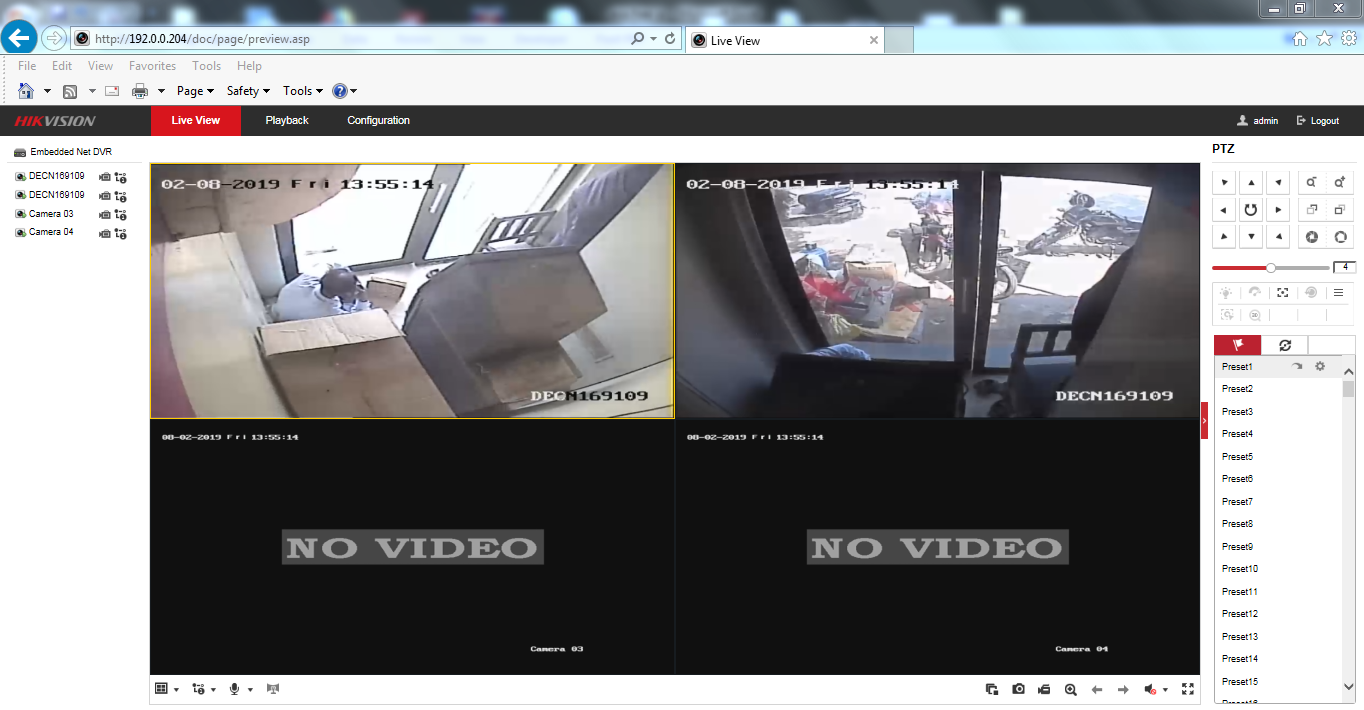 http://192.0.0.204/doc/page/preview.asp
Live View
File Edit View Favorites Tools Help
Page Safety Tools
HIKVISION Live View Playback Configuration admin Logout
Embedded Net DVR
DECN169109
DECN169109
Camera 03
Camera 04
02-08-2019 Fri 13:55:14
DECN169109
02-08-2019 Fri 13:55:14
DECN169109
08-02-2019 Fri 13:55:14
NO VIDEO
Camera 03
08-02-2019 Fri 13:55:14
NO VIDEO
Camera 04
PTZ
4
3D
Preset1
Preset2
Preset3
Preset4
Preset5
Preset6
Preset7
Preset8
Preset9
Preset10
Preset11
Preset12
Preset13
Preset14
Preset15